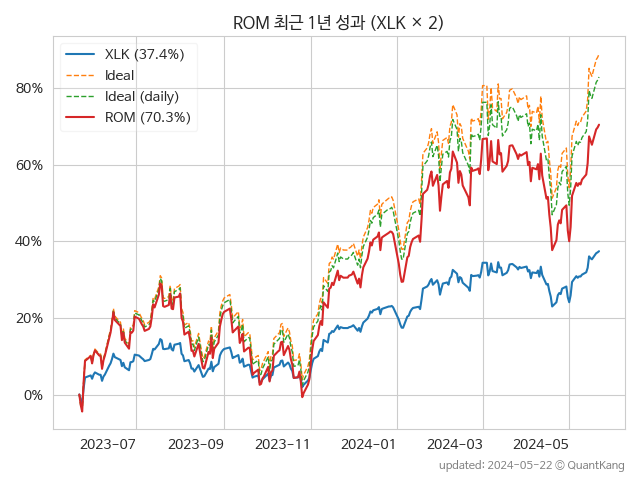 ROM 최근 1년 성과 (XLK × 2)
XLK (37.4%)
Ideal
Ideal (daily)
ROM (70.3%)
80%
60%
40%
20%
0%
2023−07 2023−09 2023−11 2024−01 2024−03 2024−05
updated: 2024-05-22 © QuantKang